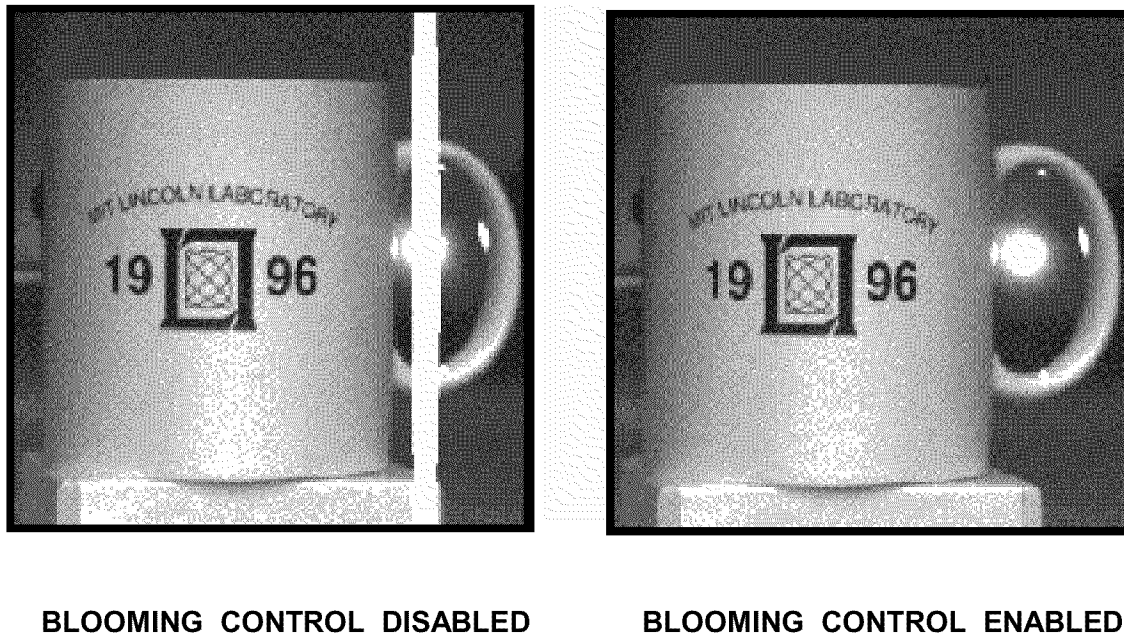 MIT LINCOLN LABORATORY
19 96
MIT LINCOLN LABORATORY
19 96
BLOOMING CONTROL DISABLED
BLOOMING CONTROL ENABLED